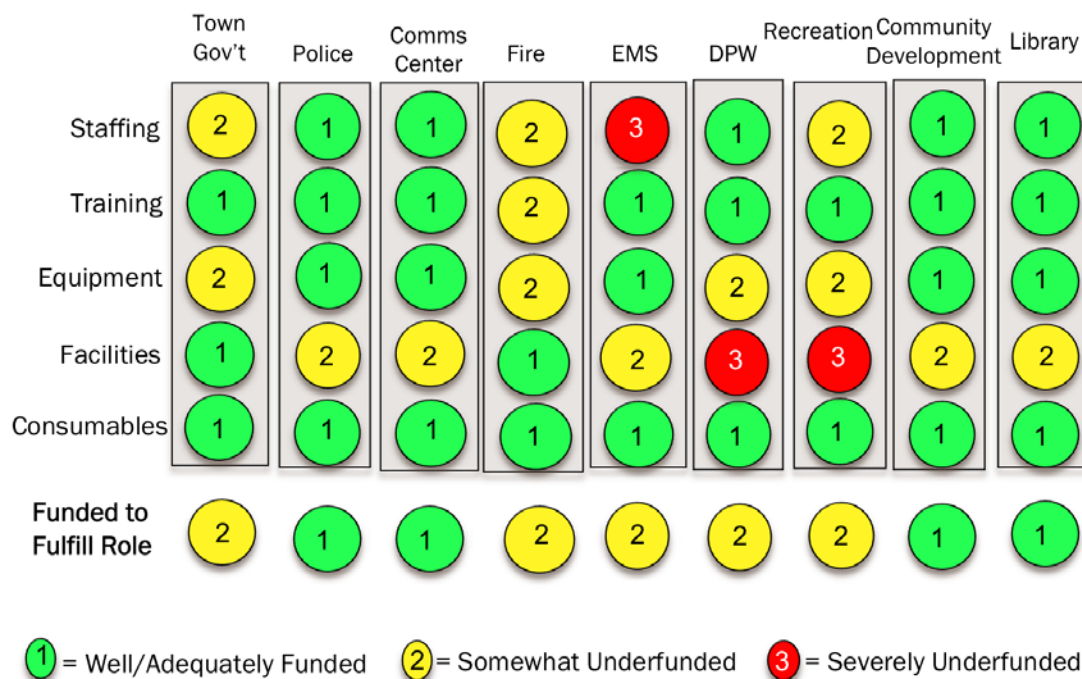 Town Gov't Police Comms Center Fire EMS DPW Recreation Community Development Library
Staffing 2 1 1 2 3 1 2 1 1
Training 1 1 1 2 1 1 1 1 1
Equipment 2 1 1 2 1 2 2 1 1
Facilities 1 2 2 1 2 3 3 2 2
Consumables 1 1 1 1 1 1 1 1 1
Funded to
Fulfill Role 2 1 1 2 2 2 2 1 1
1 = Well/Adequately Funded 2 = Somewhat Underfunded 3 = Severely Underfunded